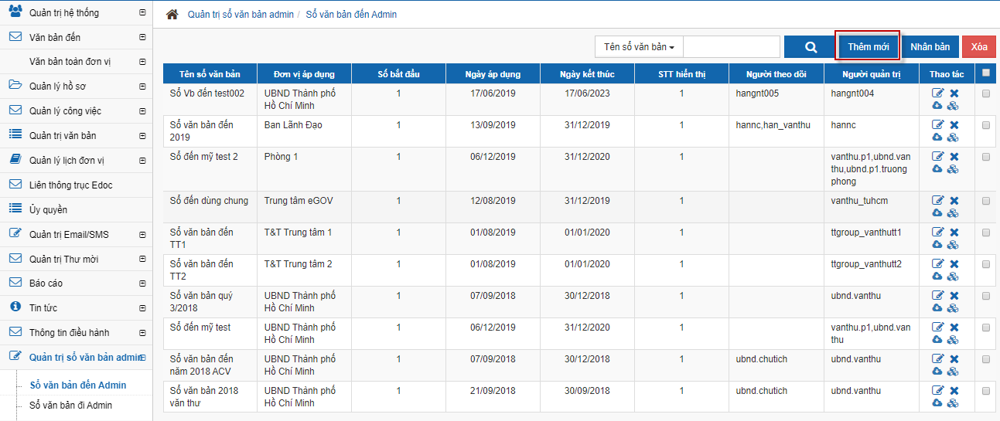 Quản trị hệ thống
Văn bản đến
Văn bản toàn đơn vị
Quản lý hồ sơ
Quản lý công việc
Quản trị văn bản
Quản lý lịch đơn vị
Liên thông trục Edoc
Ủy quyền
Quản trị Email/SMS
Quản trị Thư mời
Báo cáo
Tin tức
Thông tin điều hành
Quản trị sổ văn bản admin
Sổ văn bản đến Admin
Sổ văn bản đi Admin
Quản trị sổ văn bản admin / Sổ văn bản đến Admin
Tên sổ văn bản Thêm mới Nhân bản Xóa
Tên sổ văn bản Đơn vị áp dụng Số bắt đầu Ngày áp dụng Ngày kết thúc STT hiển thị Người theo dõi Người quản trị Thao tác
Sổ Vb đến test002 UBND Thành phố 1 17/06/2019 17/06/2023 1 hangnt005 hangnt004
Hồ Chí Minh
Sổ văn bản đến Ban Lãnh Đạo 1 13/09/2019 31/12/2019 1 hannc,han_vanthu hannc
2019
Sổ đến mỹ test 2 Phòng 1 1 06/12/2019 31/12/2020 1 vanthu.p1,ubnd.van
thu,ubnd.p1.truong
phong
Sổ đến dùng chung Trung tâm eGOV 1 12/08/2019 31/12/2019 1 vanthu_tuhcm
Sổ văn bản đến T&T Trung tâm 1 1 01/08/2019 01/01/2020 1 ttgroup_vanthutt1
TT1
Sổ văn bản đến T&T Trung tâm 2 1 01/08/2019 01/01/2020 1 ttgroup_vanthutt2
TT2
Sổ văn bản quý UBND Thành phố 1 07/09/2018 30/12/2018 1 ubnd.vanthu
3/2018 Hồ Chí Minh
Sổ đến mỹ test UBND Thành phố 1 06/12/2019 31/12/2020 1 vanthu.p1,ubnd.van
Hồ Chí Minh thu
Sổ văn bản đến UBND Thành phố 1 07/09/2018 30/12/2018 1 ubnd.chutich ubnd.vanthu
năm 2018 ACV Hồ Chí Minh
Sổ văn bản 2018 UBND Thành phố 1 21/09/2018 30/09/2018 1 ubnd.chutich ubnd.vanthu
văn thư Hồ Chí Minh